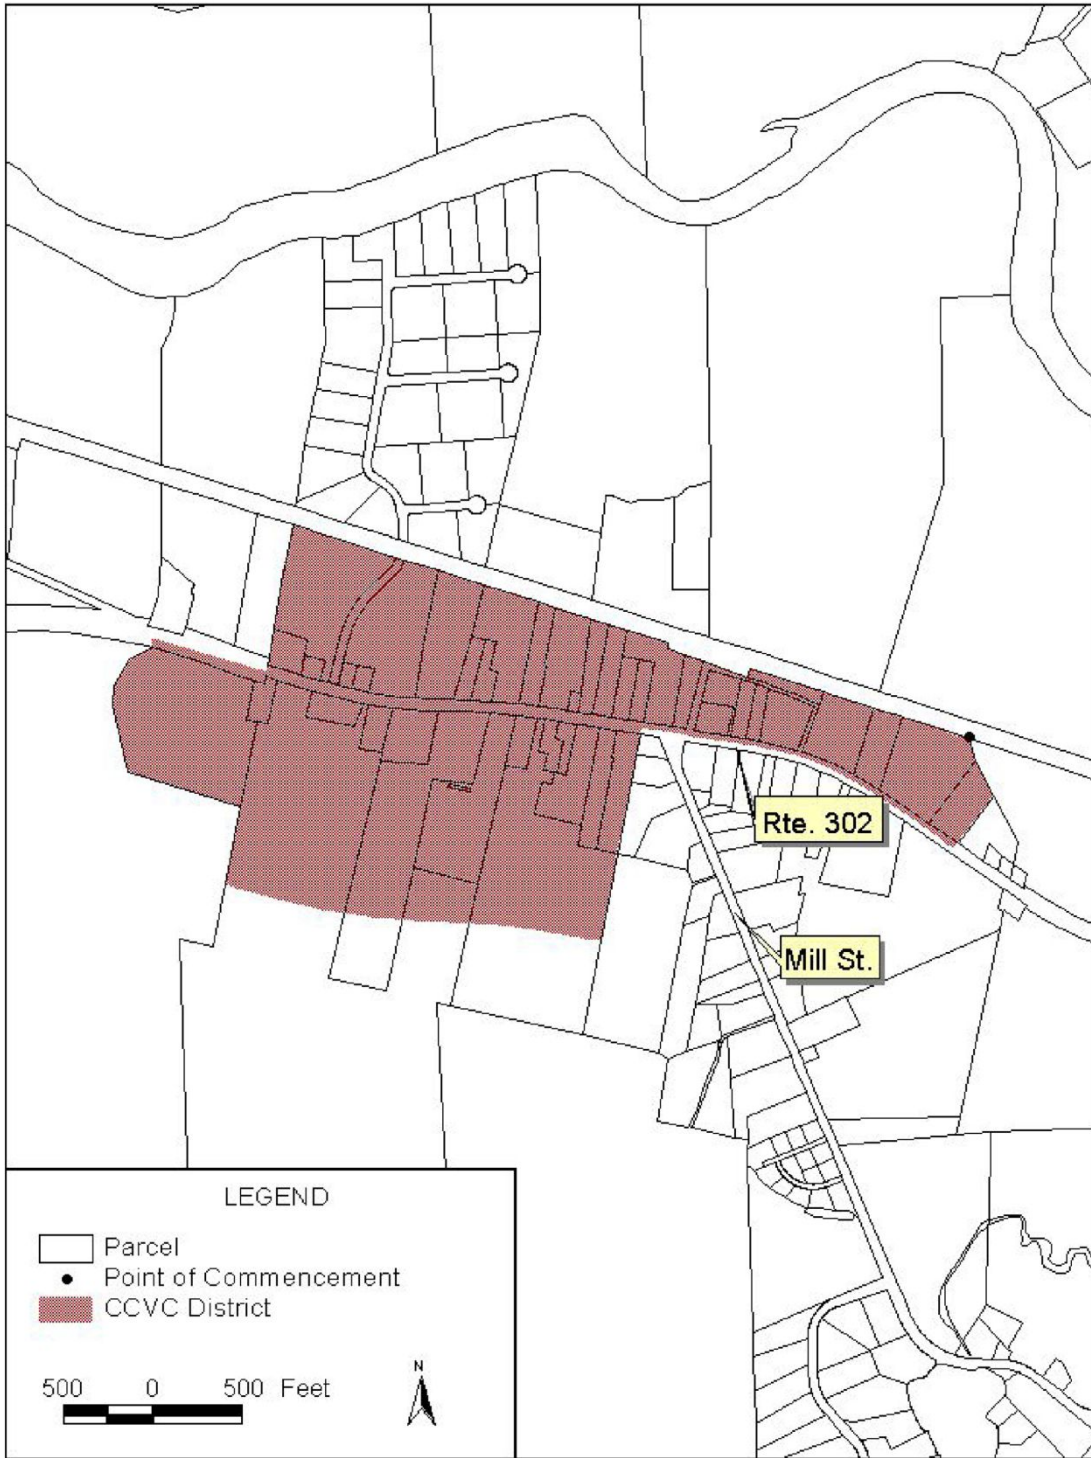 Rte. 302
Mill St.
LEGEND
Parcel
Point of Commencement
CCVC District
500 0 500 Feet
N